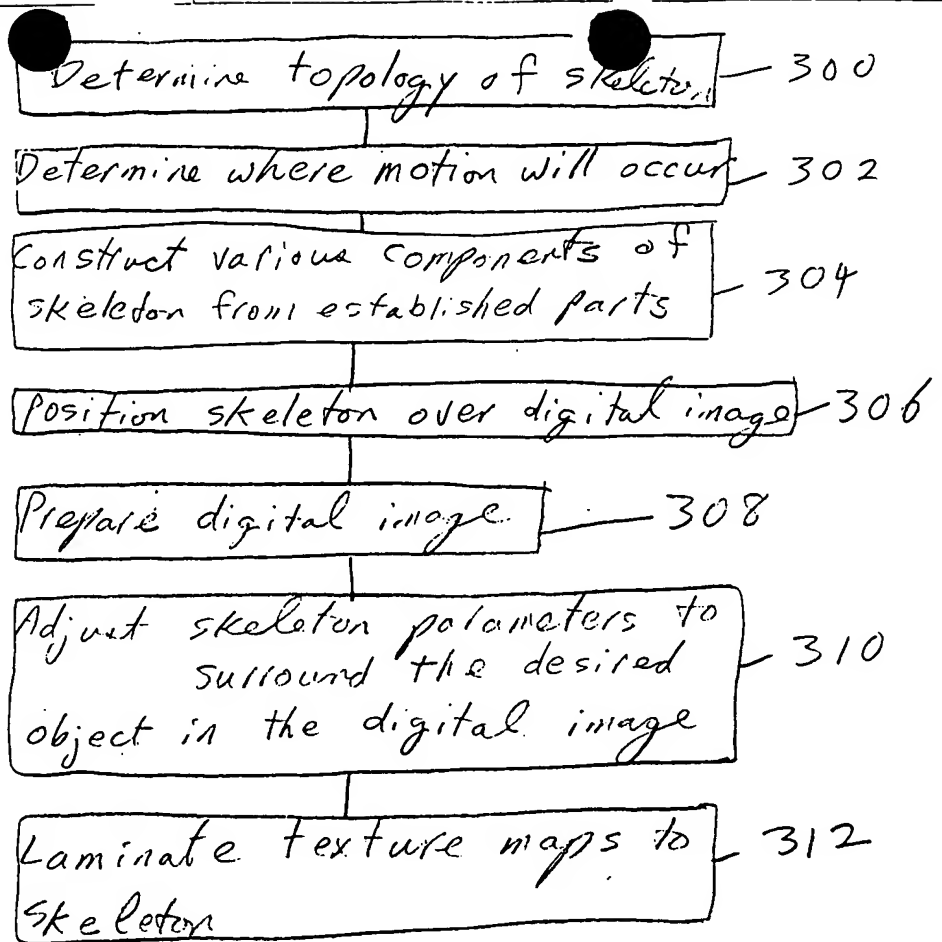 Determine topology of skeleton 300
Determine where motion will occur 302
Construct various components of
skeleton from established parts 304
Position skeleton over digital image 306
Prepare digital image 308
Adjust skeleton parameters to
surround the desired 310
object in the digital image
Laminate texture maps to 312
skeleton